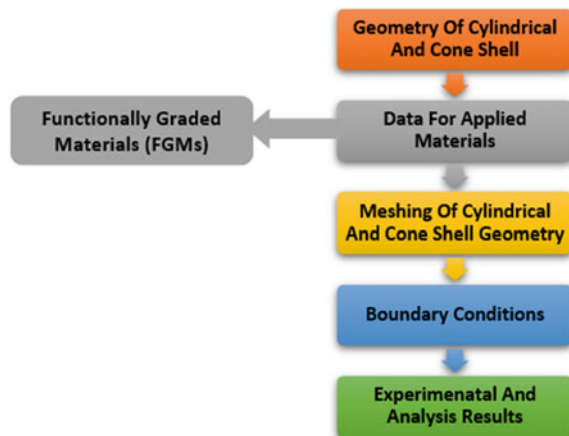 Geometry Of Cylindrical
And Cone Shell
Functionally Graded
Materials (FGMs)
Data For Applied
Materials
Meshing Of Cylindrical
And Cone Shell Geometry
Boundary Conditions
Experimenatal And
Analysis Results